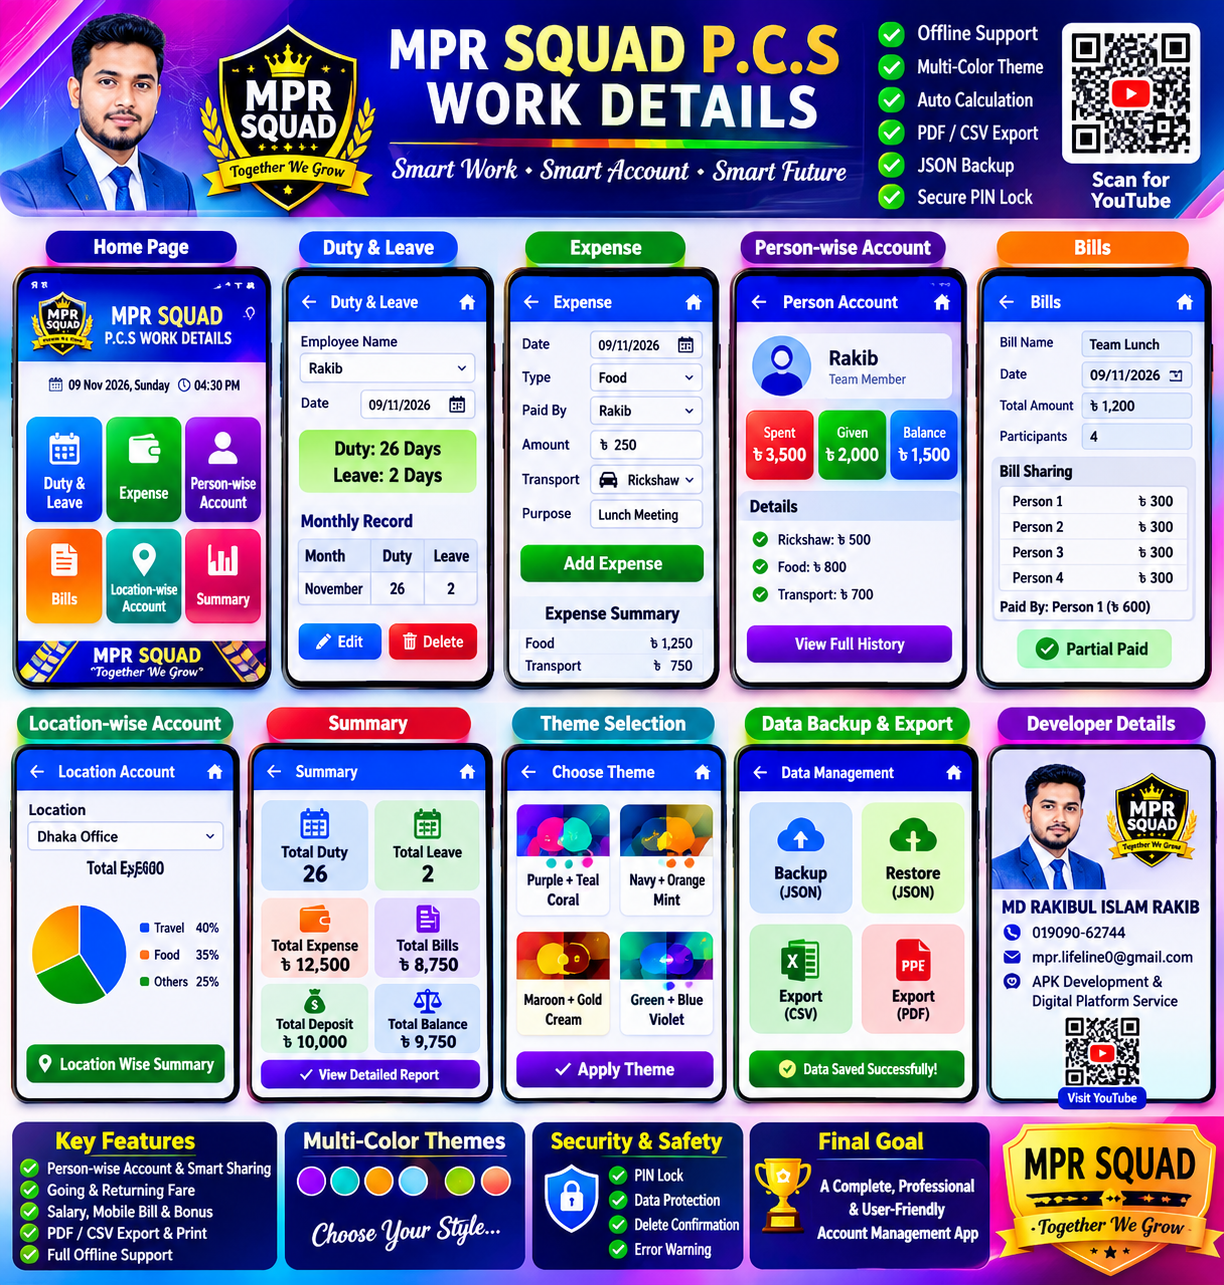 MPR
SQUAD
Together We Grow
MPR SQUAD P.C.S
WORK DETAILS
Smart Work • Smart Account • Smart Future
Offline Support
Multi-Color Theme
Auto Calculation
PDF / CSV Export
JSON Backup
Secure PIN Lock
Scan for
YouTube
Home Page
MPR
SQUAD
MPR SQUAD
P.C.S WORK DETAILS
09 Nov 2026, Sunday 04:30 PM
Duty &
Leave
Expense
Person-wise
Account
Bills
Location-wise
Account
Summary
MPR SQUAD
"Together We Grow"
Duty & Leave
Duty & Leave
Employee Name
Rakib
Date 09/11/2026
Duty: 26 Days
Leave: 2 Days
Monthly Record
Month Duty Leave
November 26 2
Edit Delete
Expense
Expense
Date 09/11/2026
Type Food
Paid By Rakib
Amount ৳ 250
Transport Rickshaw
Purpose Lunch Meeting
Add Expense
Expense Summary
Food ৳ 1,250
Transport ৳ 750
Person-wise Account
Person Account
Rakib
Team Member
Spent
৳ 3,500
Given
৳ 2,000
Balance
৳ 1,500
Details
Rickshaw: ৳ 500
Food: ৳ 800
Transport: ৳ 700
View Full History
Bills
Bills
Bill Name Team Lunch
Date 09/11/2026
Total Amount ৳ 1,200
Participants 4
Bill Sharing
Person 1 ৳ 300
Person 2 ৳ 300
Person 3 ৳ 300
Person 4 ৳ 300
Paid By: Person 1 (৳ 600)
Partial Paid
Location-wise Account
Location Account
Location
Dhaka Office
Total
Travel 40%
Food 35%
Others 25%
Location Wise Summary
Summary
Summary
Total Duty
26
Total Leave
2
Total Expense
৳ 12,500
Total Bills
৳ 8,750
Total Deposit
৳ 10,000
Total Balance
৳ 9,750
View Detailed Report
Theme Selection
Choose Theme
Purple + Teal
Coral
Navy + Orange
Mint
Maroon + Gold
Cream
Green + Blue
Violet
Apply Theme
Data Backup & Export
Data Management
Backup
(JSON)
Restore
(JSON)
X
Export
(CSV)
PPE
Export
(PDF)
Data Saved Successfully!
Developer Details
MPR
SQUAD
Together We Grow
MD RAKIBUL ISLAM RAKIB
019090-62744
mpr.lifeline0@gmail.com
APK Development &
Digital Platform Service
Visit YouTube
Key Features
Person-wise Account & Smart Sharing
Going & Returning Fare
Salary, Mobile Bill & Bonus
PDF / CSV Export & Print
Full Offline Support
Multi-Color Themes
Choose Your Style...
Security & Safety
PIN Lock
Data Protection
Delete Confirmation
Error Warning
Final Goal
A Complete, Professional
& User-Friendly
Account Management App
MPR SQUAD
Together We Grow